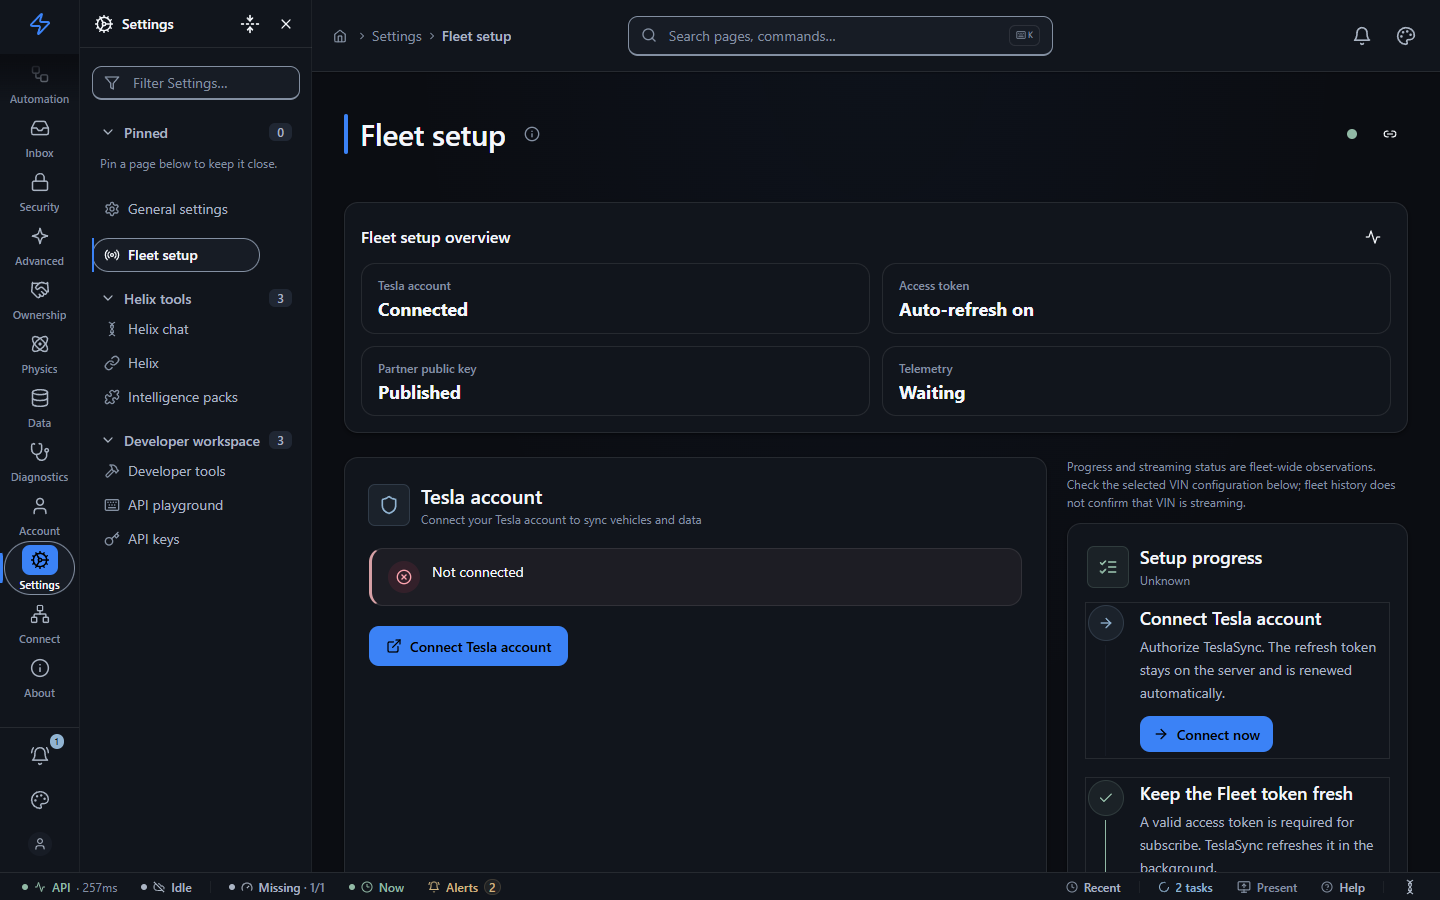 Settings
Settings
Fleet setup
Search pages, commands...
K
Automation
Inbox
Security
Advanced
Ownership
Physics
Data
Diagnostics
Account
Settings
Connect
About
1
Filter Settings...
Pinned
0
Pin a page below to keep it close.
General settings
Fleet setup
Helix tools
3
Helix chat
Helix
Intelligence packs
Developer workspace
3
Developer tools
API playground
API keys
Fleet setup
Fleet setup overview
Tesla account
Connected
Access token
Auto-refresh on
Partner public key
Published
Telemetry
Waiting
Tesla account
Connect your Tesla account to sync vehicles and data
Not connected
Connect Tesla account
Progress and streaming status are fleet-wide observations.
Check the selected VIN configuration below; fleet history does
not confirm that VIN is streaming.
Setup progress
Unknown
Connect Tesla account
Authorize TeslaSync. The refresh token
stays on the server and is renewed
automatically.
Connect now
Keep the Fleet token fresh
A valid access token is required for
subscribe. TeslaSync refreshes it in the
background.
API · 257ms
Idle
Missing · 1/1
Now
Alerts 2
Recent
2 tasks
Present
Help